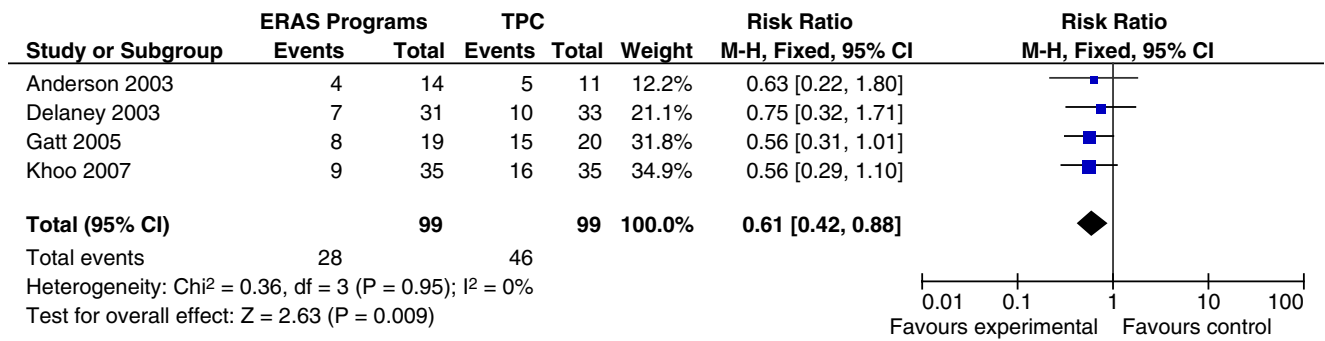 ERAS Programs TPC Risk Ratio Risk Ratio
Study or Subgroup Events Total Events Total Weight M-H, Fixed, 95% CI M-H, Fixed, 95% CI
Anderson 2003 4 14 5 11 12.2% 0.63 [0.22, 1.80]
Delaney 2003 7 31 10 33 21.1% 0.75 [0.32, 1.71]
Gatt 2005 8 19 15 20 31.8% 0.56 [0.31, 1.01]
Khoo 2007 9 35 16 35 34.9% 0.56 [0.29, 1.10]
Total (95% CI) 99 99 100.0% 0.61 [0.42, 0.88]
Total events 28 46
Heterogeneity: Chi² = 0.36, df = 3 (P = 0.95); I² = 0%
Test for overall effect: Z = 2.63 (P = 0.009)
0.01 0.1 1 10 100
Favours experimental Favours control